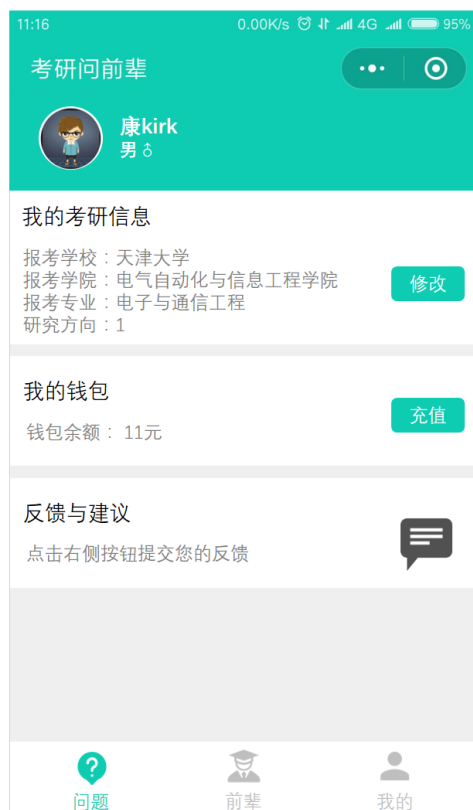 11:16 0.00K/s 4G 95%
考研问前辈
康kirk
男♂
我的考研信息
报考学校：天津大学
报考学院：电气自动化与信息工程学院
报考专业：电子与通信工程
研究方向：1
修改
我的钱包
钱包余额： 11元
充值
反馈与建议
点击右侧按钮提交您的反馈
问题 前辈 我的